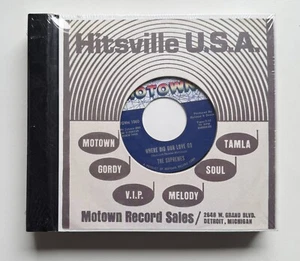 Hitsville U.S.A.
MOTOWN
WHERE DID OUR LOVE GO
THE SUPREMES
MOTOWN
TAMLA
GORDY
SOUL
V.I.P.
MELODY
Motown Record Sales/ 2648 W. GRAND BLVD.
DETROIT, MICHIGAN